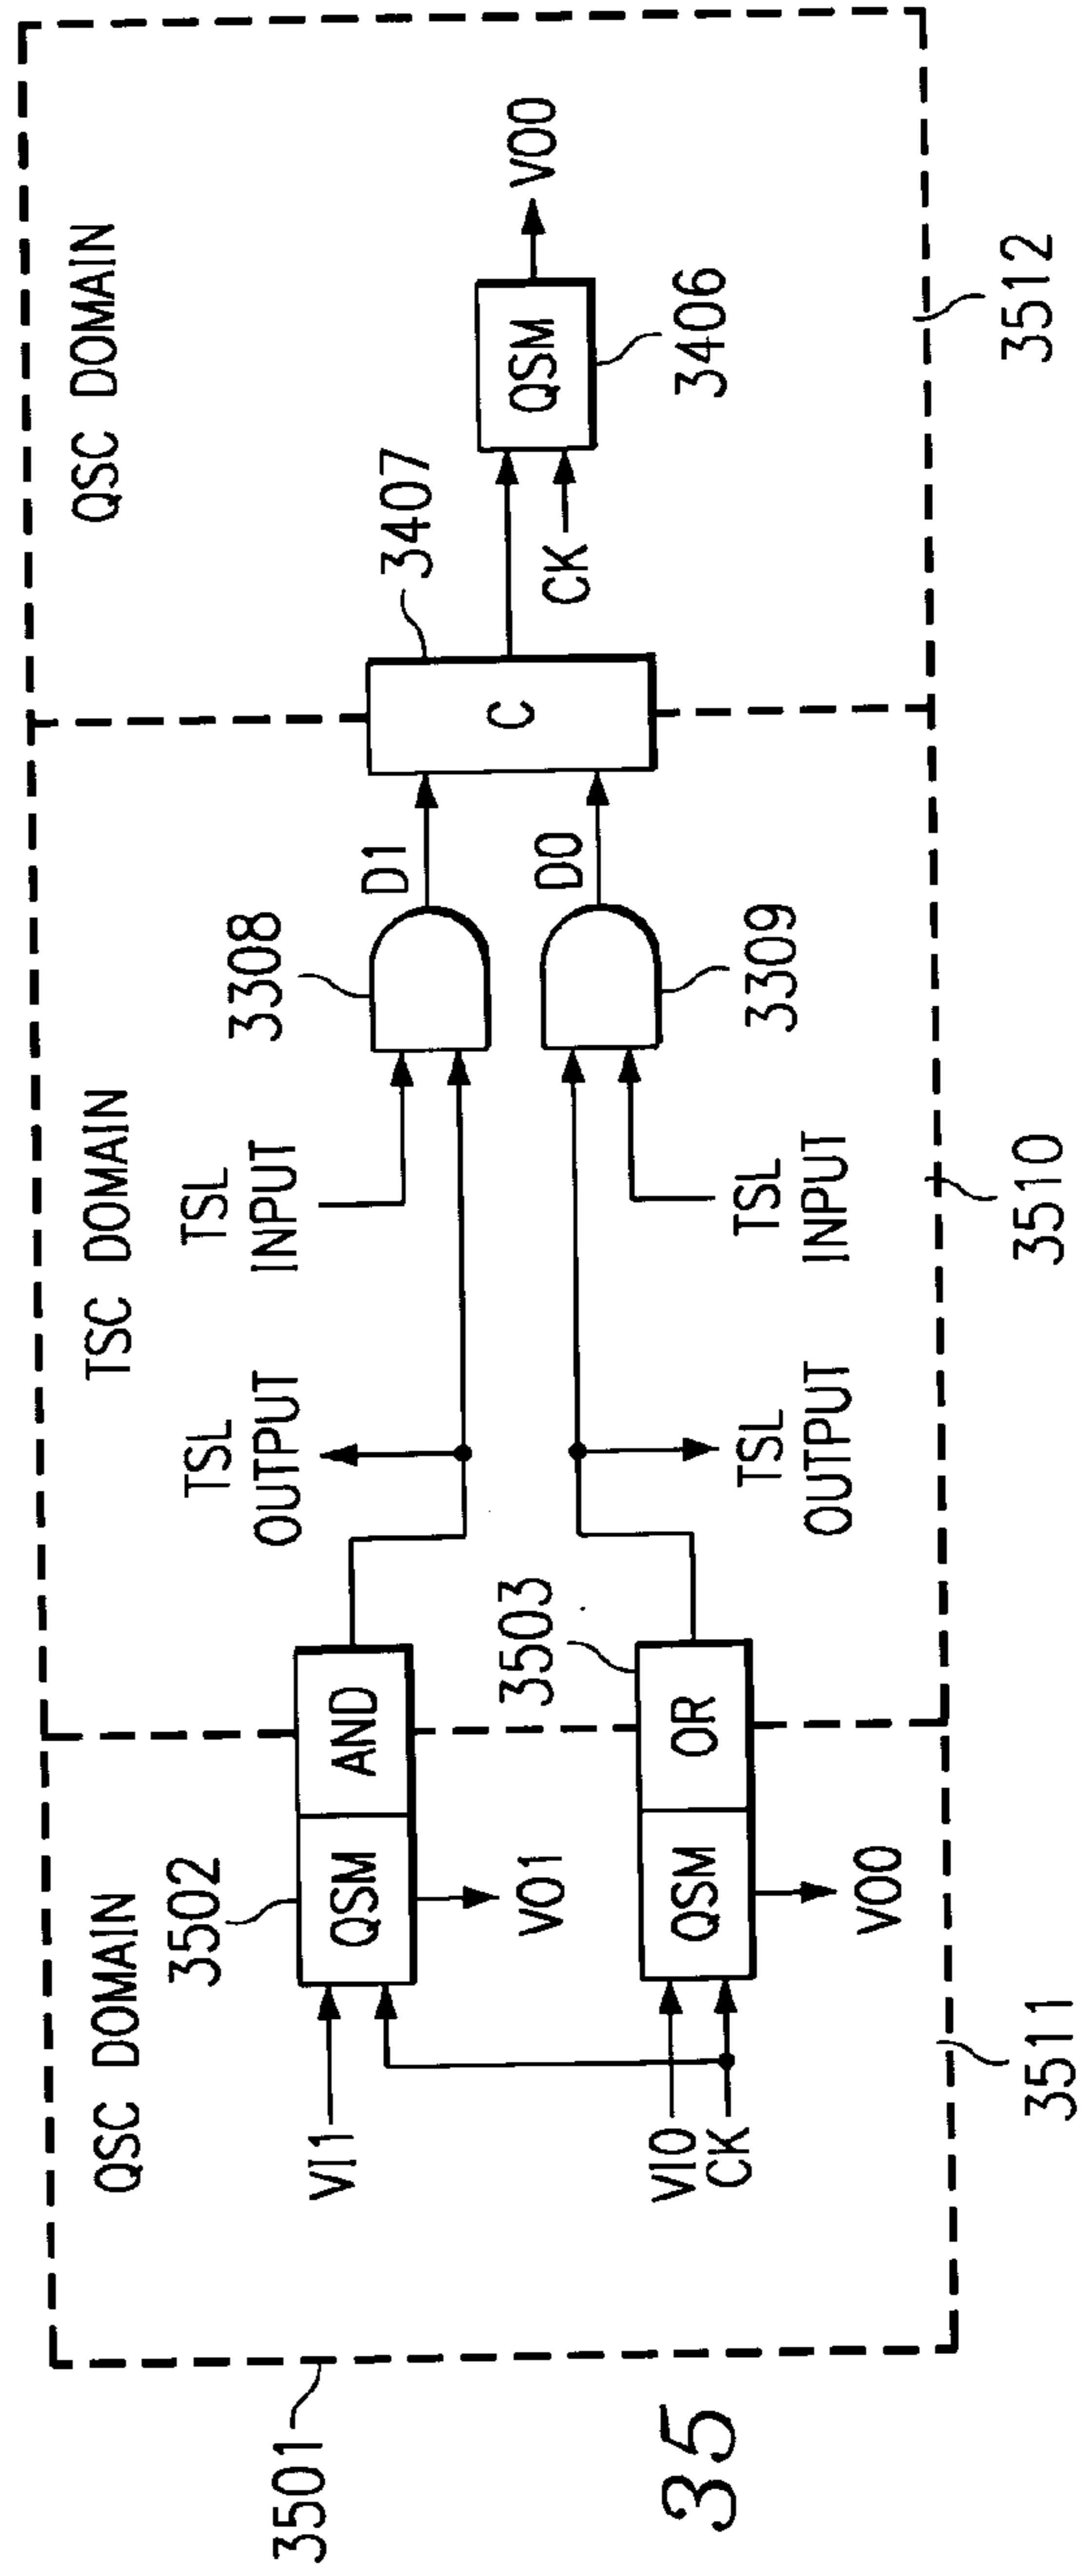 QSC DOMAIN
TSC DOMAIN
QSC DOMAIN
3501
3502
QSM
AND
TSL
OUTPUT
TSL
INPUT
3308
D1
3407
VI1
VO1
C
QSM
VOO
CK
3406
3503
QSM
OR
D0
3309
VI0
CK
VOO
TSL
OUTPUT
TSL
INPUT
3511
3510
3512
35